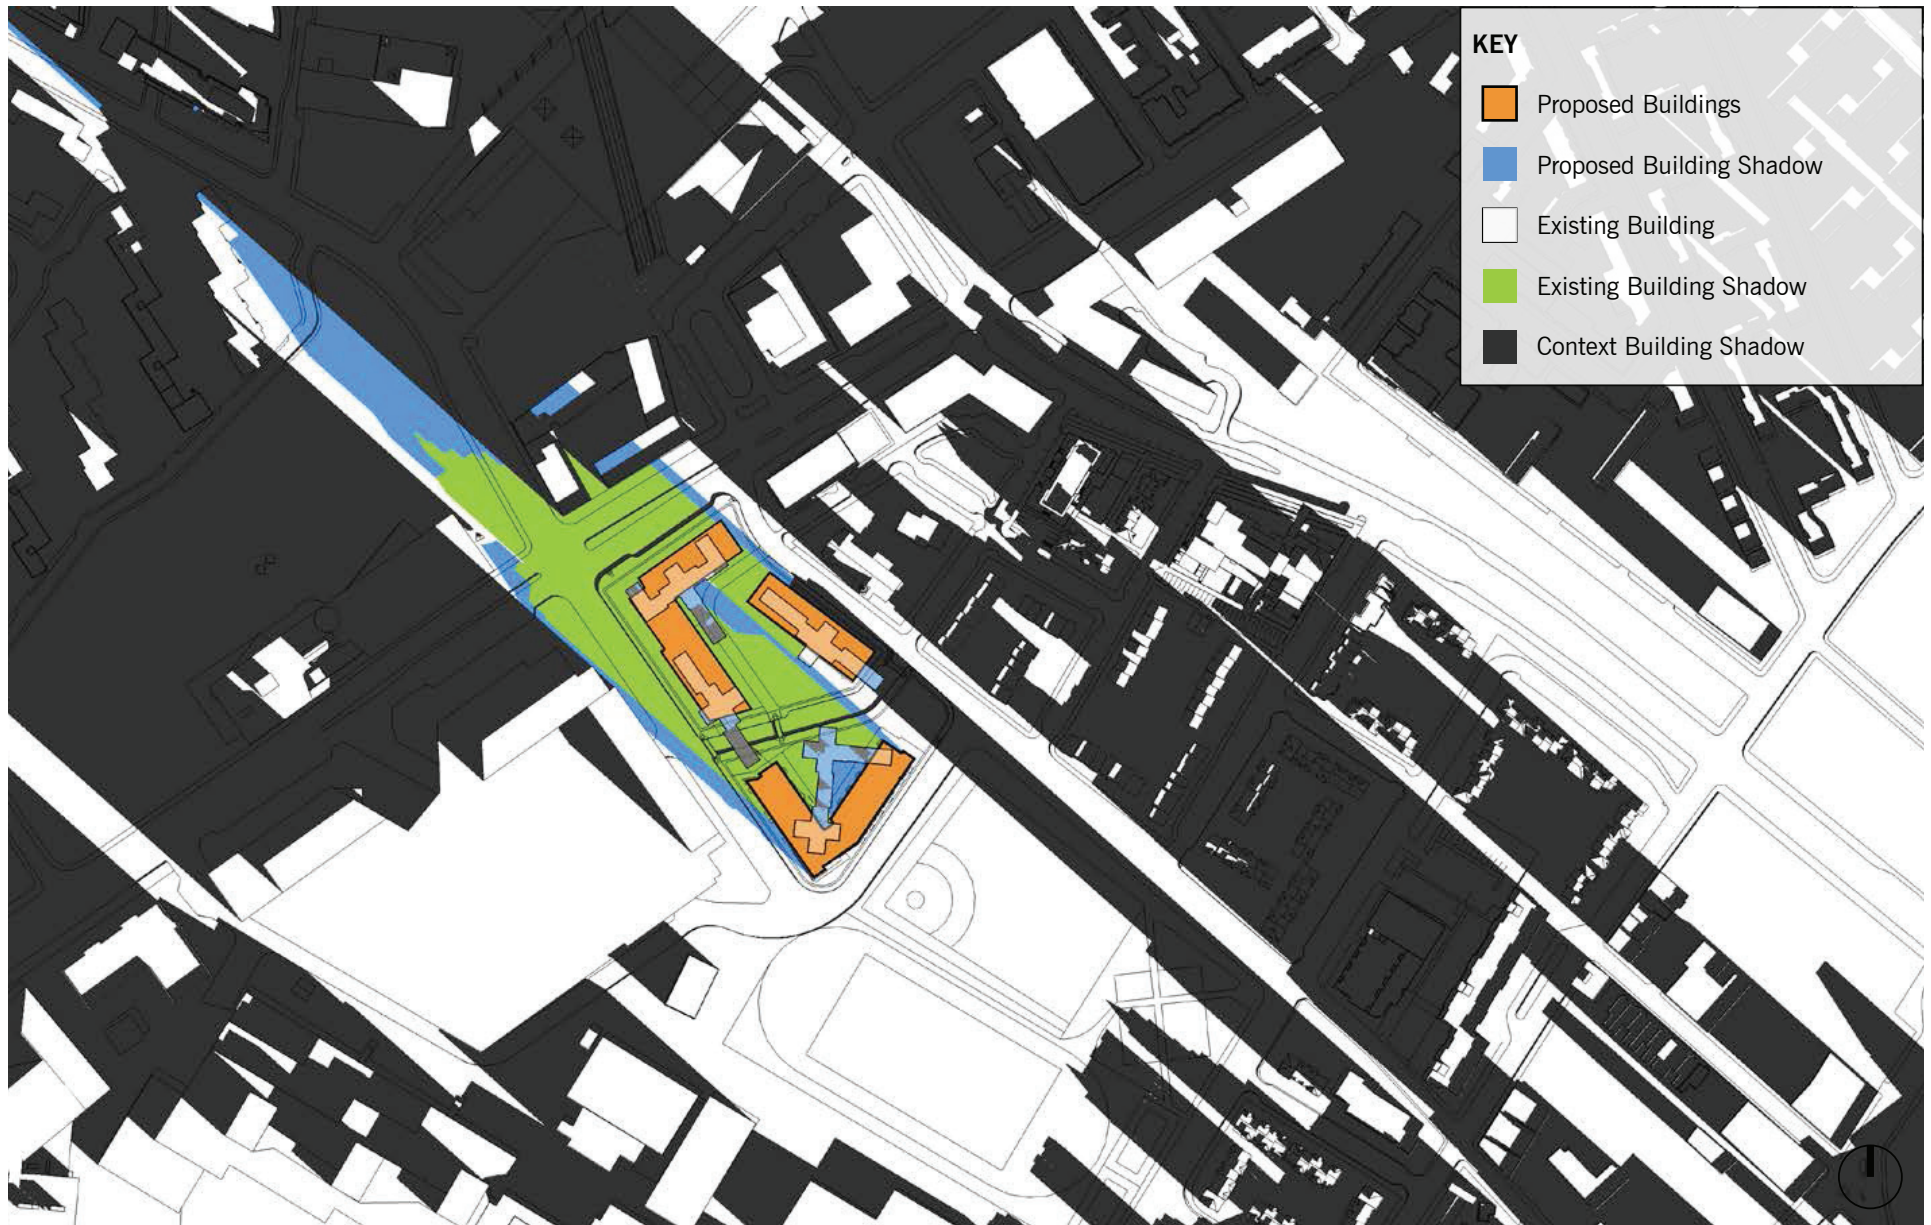 KEY
Proposed Buildings
Proposed Building Shadow
Existing Building
Existing Building Shadow
Context Building Shadow